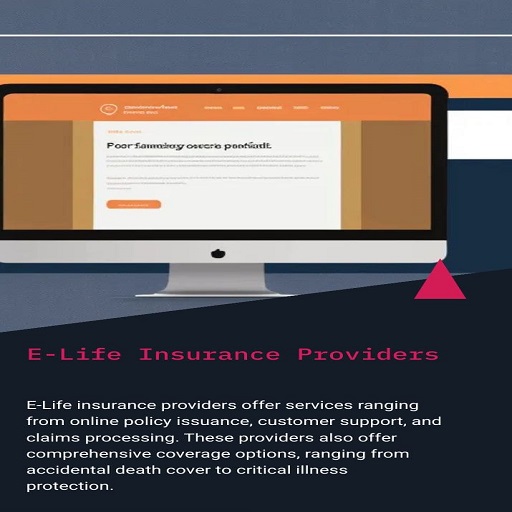 E-Life Insurance Providers
E-Life insurance providers offer services ranging
from online policy issuance, customer support, and
claims processing. These providers also offer
comprehensive coverage options, ranging from
accidental death cover to critical illness
protection.